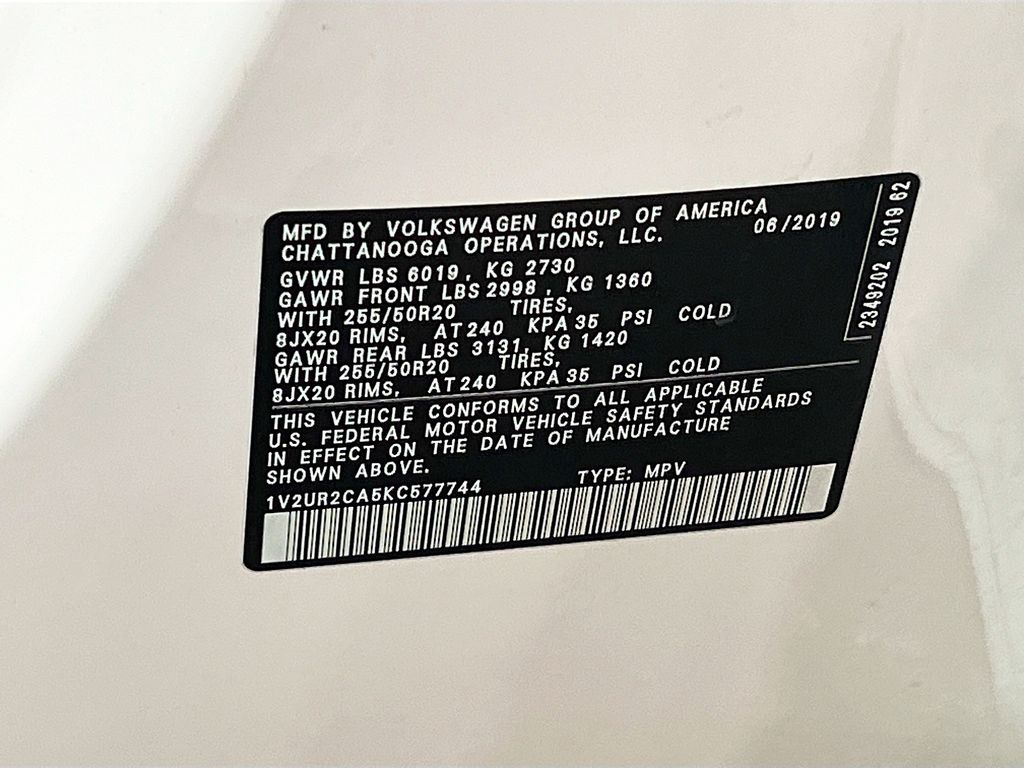 MFD BY VOLKSWAGEN GROUP OF AMERICA
CHATTANOOGA OPERATIONS, LLC. 06/2019
GVWR LBS 6019, KG 2730
GAWR FRONT LBS 2998, KG 1360
WITH 255/50R20 TIRES,
8JX20 RIMS, AT 240 KPA 35 PSI COLD
GAWR REAR LBS 3131, KG 1420
WITH 255/50R20 TIRES,
8JX20 RIMS, AT 240 KPA 35 PSI COLD
THIS VEHICLE CONFORMS TO ALL APPLICABLE
U.S. FEDERAL MOTOR VEHICLE SAFETY STANDARDS
IN EFFECT ON THE DATE OF MANUFACTURE
SHOWN ABOVE.
1V2UR2CA5KC577744 TYPE: MPV
2349202 2019 62